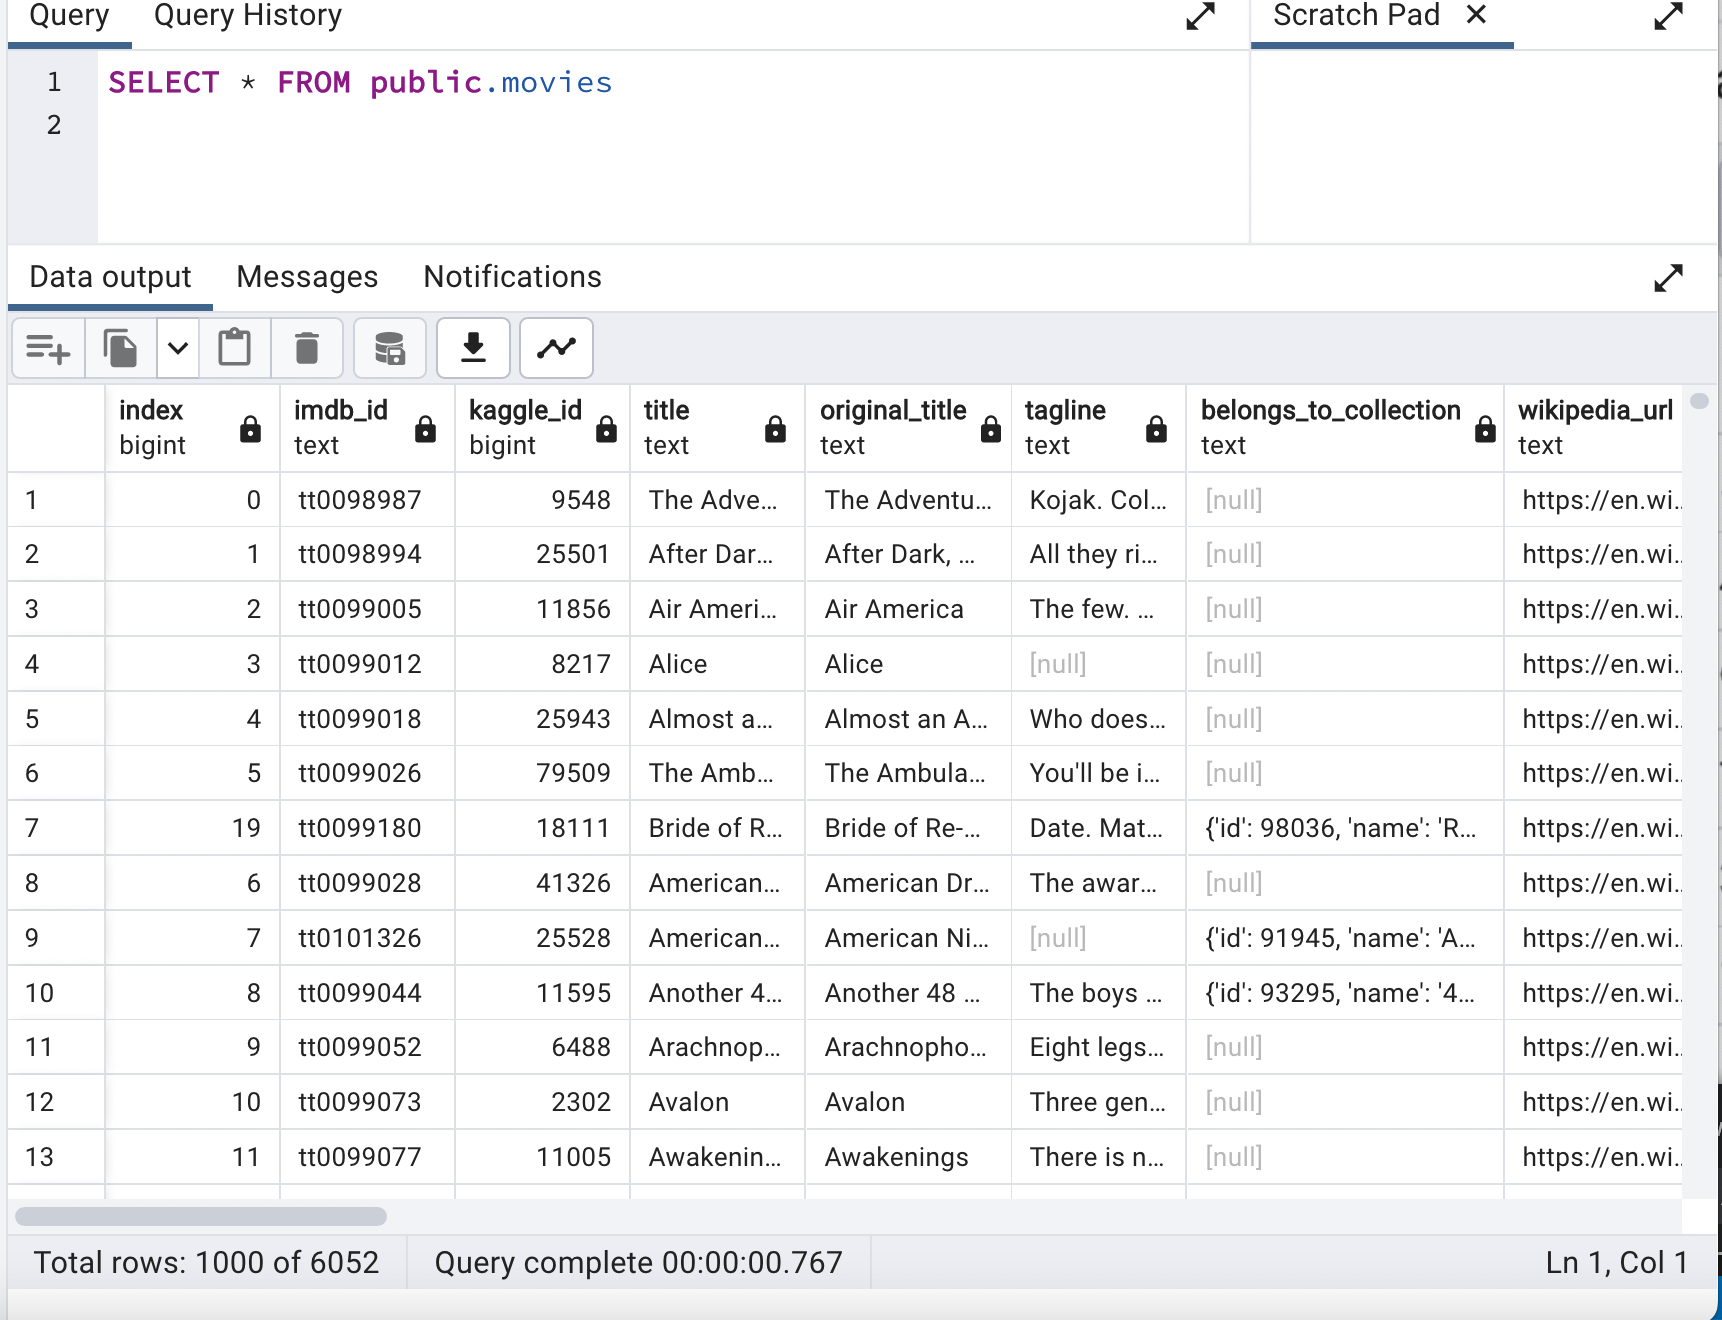 Query Query History Scratch Pad
1 SELECT * FROM public.movies
2
Data output Messages Notifications
index imdb_id kaggle_id title original_title tagline belongs_to_collection wikipedia_url
bigint text bigint text text text text text
1 0 tt0098987 9548 The Adve... The Adventu... Kojak. Col... [null] https://en.wi..
2 1 tt0098994 25501 After Dar... After Dark, ... All they ri... [null] https://en.wi..
3 2 tt0099005 11856 Air Ameri... Air America The few. ... [null] https://en.wi..
4 3 tt0099012 8217 Alice Alice [null] [null] https://en.wi..
5 4 tt0099018 25943 Almost a... Almost an A... Who does... [null] https://en.wi..
6 5 tt0099026 79509 The Amb... The Ambula... You'll be i... [null] https://en.wi..
7 19 tt0099180 18111 Bride of R... Bride of Re-... Date. Mat... {'id': 98036, 'name': 'R... https://en.wi..
8 6 tt0099028 41326 American... American Dr... The awar... [null] https://en.wi..
9 7 tt0101326 25528 American... American Ni... [null] {'id': 91945, 'name': 'A... https://en.wi..
10 8 tt0099044 11595 Another 4... Another 48 ... The boys ... {'id': 93295, 'name': '4... https://en.wi..
11 9 tt0099052 6488 Arachnop... Arachnopho... Eight legs... [null] https://en.wi..
12 10 tt0099073 2302 Avalon Avalon Three gen... [null] https://en.wi..
13 11 tt0099077 11005 Awakenin... Awakenings There is n... [null] https://en.wi..
Total rows: 1000 of 6052 Query complete 00:00:00.767 Ln 1, Col 1